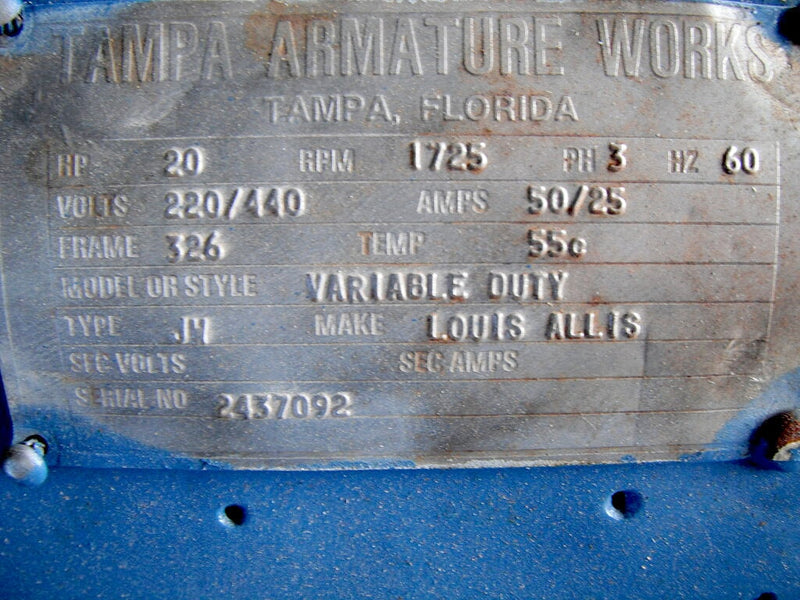 TAMPA ARMATURE WORKS
TAMPA, FLORIDA
HP 20 RPM 1725 PH 3 HZ 60
VOLTS 220/440 AMPS 50/25
FRAME 326 TEMP 55c
MODEL OR STYLE VARIABLE DUTY
TYPE MAKE LOUIS ALLIS
SEC VOLTS SEC AMPS
SERIAL NO 2437092